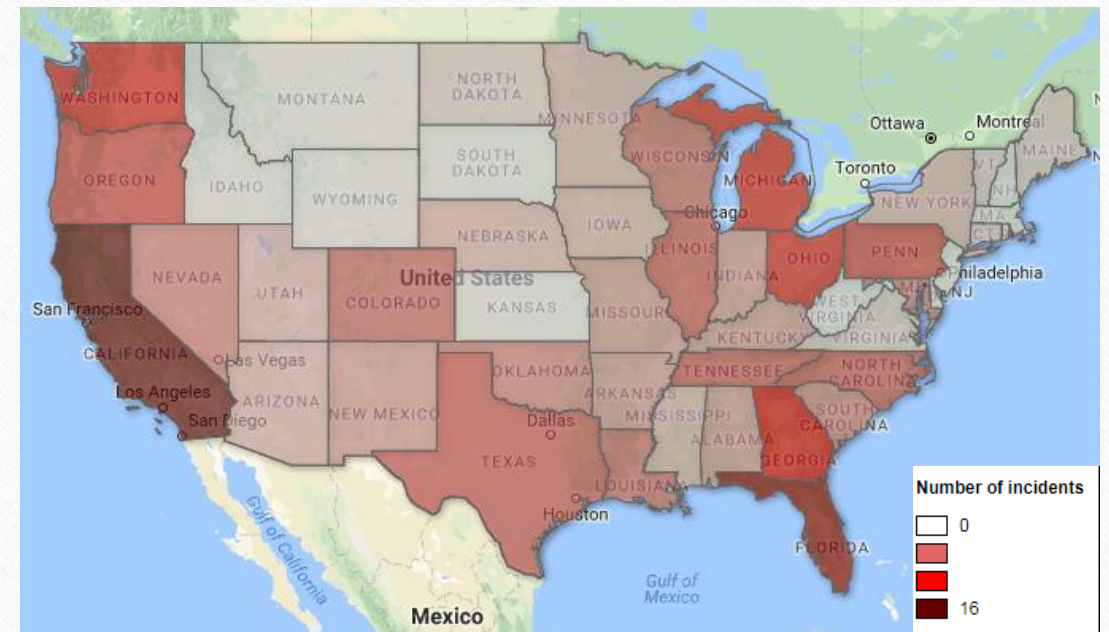 Ottawa
Montreal
Toronto
WASHINGTON
MONTANA
NORTH
DAKOTA
MINNESOTA
MAINE
VT
NH
OREGON
IDAHO
WYOMING
SOUTH
DAKOTA
WISCONSIN
MICHIGAN
NEW YORK
MA
CT
Chicago
IOWA
NEBRASKA
ILLINOIS
INDIANA
OHIO
PENN
Philadelphia
NJ
NEVADA
UTAH
COLORADO
United States
KANSAS
MISSOURI
WEST
VIRGINIA
VIRGINIA
KENTUCKY
San Francisco
CALIFORNIA
Las Vegas
Los Angeles
San Diego
ARIZONA
NEW MEXICO
OKLAHOMA
ARKANSAS
TENNESSEE
NORTH
CAROLINA
SOUTH
CAROLINA
MISSISSIPPI
ALABAMA
GEORGIA
Dallas
TEXAS
LOUISIANA
Houston
FLORIDA
Gulf of California
Gulf of
Mexico
Mexico
Number of incidents
0
16